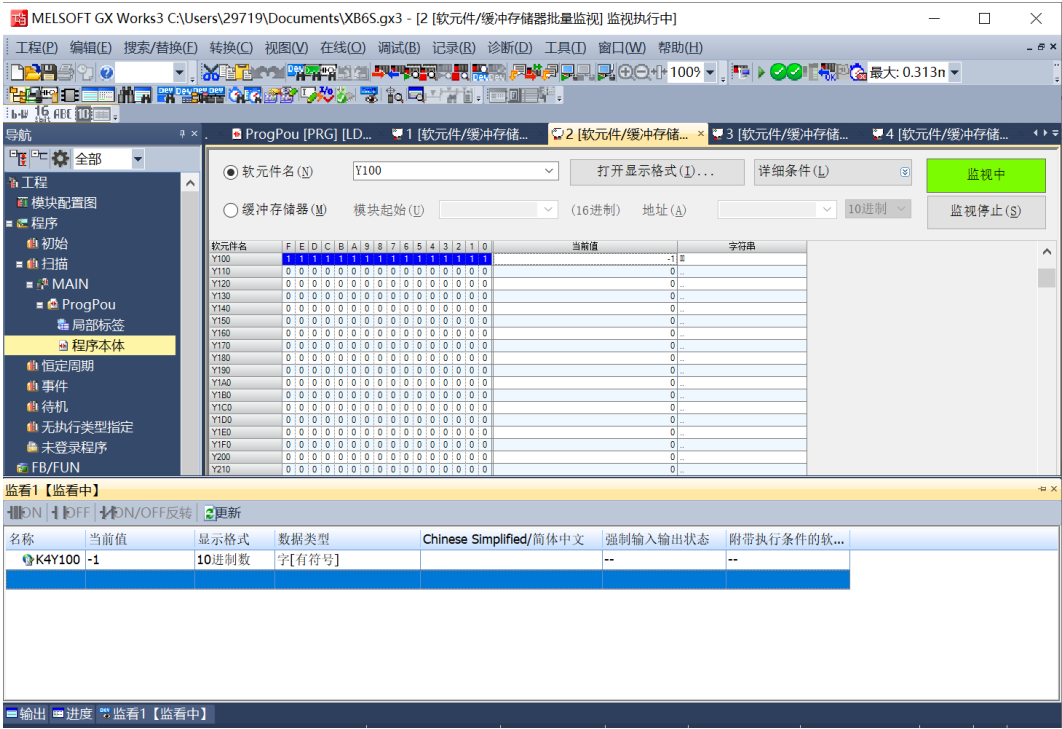 MELSOFT GX Works3 C:\Users\29719\Documents\XB6S.gx3 - [2 [软元件/缓冲存储器批量监视] 监视执行中]
工程(P) 编辑(E) 搜索/替换(F) 转换(C) 视图(V) 在线(O) 调试(B) 记录(R) 诊断(D) 工具(T) 窗口(W) 帮助(H)
100% 最大: 0.313m
导航 ProgPou [PRG] [LD... 1 [软元件/缓冲存储... 2 [软元件/缓冲存储... 3 [软元件/缓冲存储... 4 [软元件/缓冲存储...
全部
工程
模块配置图
程序
初始
扫描
MAIN
ProgPou
局部标签
程序本体
恒定周期
事件
待机
无执行类型指定
未登录程序
FB/FUN
软元件名(N) Y100 打开显示格式(I)... 详细条件(L) 监视中
缓冲存储器(M) 模块起始(U) (16进制) 地址(A) 10进制 监视停止(S)
软元件名 F E D C B A 9 8 7 6 5 4 3 2 1 0 当前值 字符串
Y100 1 1 1 1 1 1 1 1 1 1 1 1 1 1 1 1 -1
Y110 0 0 0 0 0 0 0 0 0 0 0 0 0 0 0 0 0 ..
Y120 0 0 0 0 0 0 0 0 0 0 0 0 0 0 0 0 0 ..
Y130 0 0 0 0 0 0 0 0 0 0 0 0 0 0 0 0 0 ..
Y140 0 0 0 0 0 0 0 0 0 0 0 0 0 0 0 0 0 ..
Y150 0 0 0 0 0 0 0 0 0 0 0 0 0 0 0 0 0 ..
Y160 0 0 0 0 0 0 0 0 0 0 0 0 0 0 0 0 0 ..
Y170 0 0 0 0 0 0 0 0 0 0 0 0 0 0 0 0 0 ..
Y180 0 0 0 0 0 0 0 0 0 0 0 0 0 0 0 0 0 ..
Y190 0 0 0 0 0 0 0 0 0 0 0 0 0 0 0 0 0 ..
Y1A0 0 0 0 0 0 0 0 0 0 0 0 0 0 0 0 0 0 ..
Y1B0 0 0 0 0 0 0 0 0 0 0 0 0 0 0 0 0 0 ..
Y1C0 0 0 0 0 0 0 0 0 0 0 0 0 0 0 0 0 0 ..
Y1D0 0 0 0 0 0 0 0 0 0 0 0 0 0 0 0 0 0 ..
Y1E0 0 0 0 0 0 0 0 0 0 0 0 0 0 0 0 0 0 ..
Y1F0 0 0 0 0 0 0 0 0 0 0 0 0 0 0 0 0 0 ..
Y200 0 0 0 0 0 0 0 0 0 0 0 0 0 0 0 0 0 ..
Y210 0 0 0 0 0 0 0 0 0 0 0 0 0 0 0 0 0 ..
监看1【监看中】
ON OFF ON/OFF反转 更新
名称 当前值 显示格式 数据类型 Chinese Simplified/简体中文 强制输入输出状态 附带执行条件的软...
K4Y100 -1 10进制数 字[有符号] -- --
输出 进度 监看1【监看中】